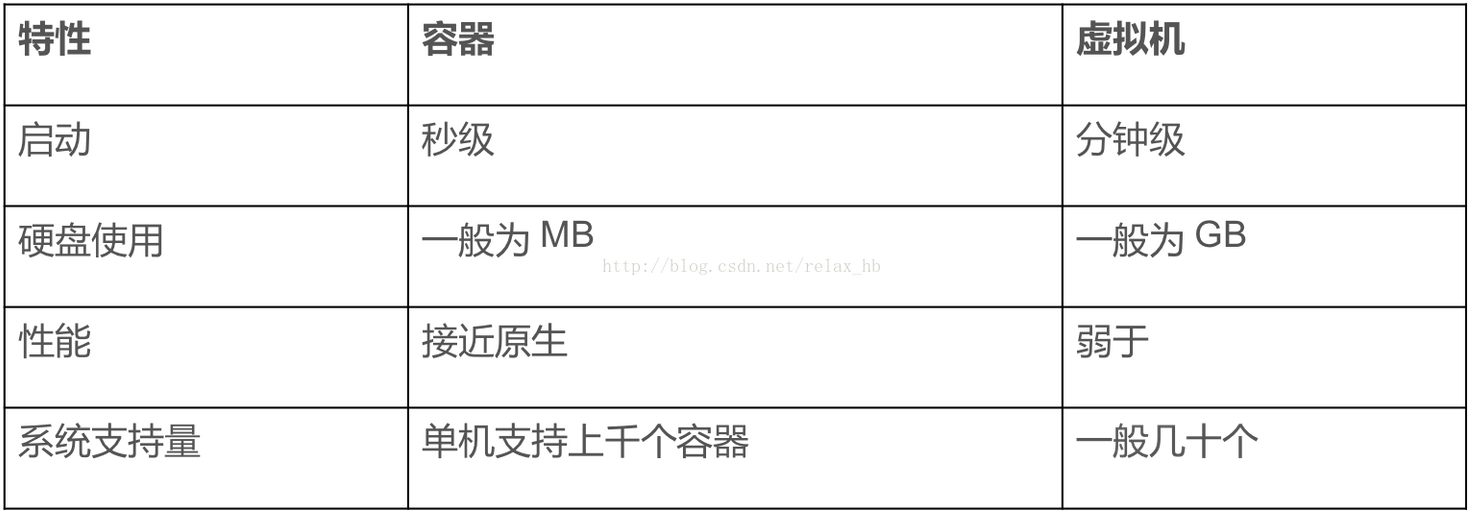 特性 容器 虚拟机
启动 秒级 分钟级
硬盘使用 一般为 MB 一般为 GB
http://blog.csdn.net/relax_hb
性能 接近原生 弱于
系统支持量 单机支持上千个容器 一般几十个